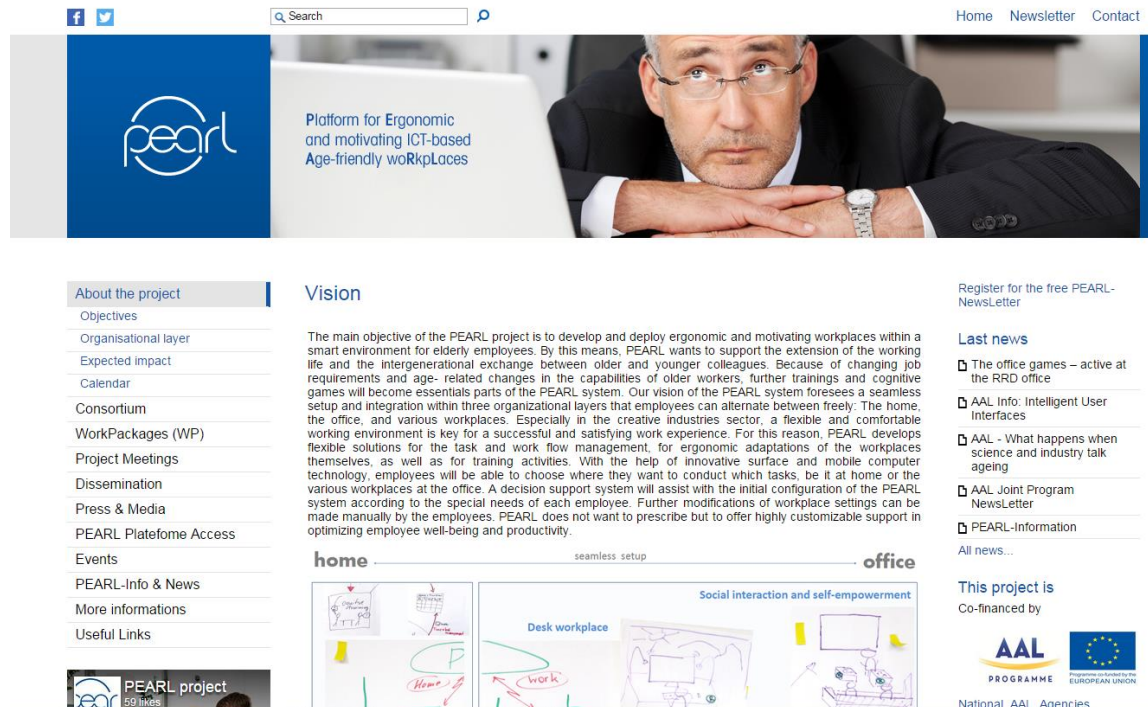 Search
Home Newsletter Contact
pearl
Platform for Ergonomic
and motivating ICT-based
Age-friendly woRkpLaces
About the project
Objectives
Organisational layer
Expected impact
Calendar
Consortium
WorkPackages (WP)
Project Meetings
Dissemination
Press & Media
PEARL Platefome Access
Events
PEARL-Info & News
More informations
Useful Links
PEARL project
59 likes
Vision
The main objective of the PEARL project is to develop and deploy ergonomic and motivating workplaces within a
smart environment for elderly employees. By this means, PEARL wants to support the extension of the working
life and the intergenerational exchange between older and younger colleagues. Because of changing job
requirements and age- related changes in the capabilities of older workers, further trainings and cognitive
games will become essentials parts of the PEARL system. Our vision of the PEARL system foresees a seamless
setup and integration within three organizational layers that employees can alternate between freely: The home,
the office, and various workplaces. Especially in the creative industries sector, a flexible and comfortable
working environment is key for a successful and satisfying work experience. For this reason, PEARL develops
flexible solutions for the task and work flow management, for ergonomic adaptations of the workplaces
themselves, as well as for training activities. With the help of innovative surface and mobile computer
technology, employees will be able to choose where they want to conduct which tasks, be it at home or the
various workplaces at the office. A decision support system will assist with the initial configuration of the PEARL
system according to the special needs of each employee. Further modifications of workplace settings can be
made manually by the employees. PEARL does not want to prescribe but to offer highly customizable support in
optimizing employee well-being and productivity.
home seamless setup office
Social interaction and self-empowerment
Desk workplace
P
Home
work
Register for the free PEARL-
NewsLetter
Last news
The office games – active at
the RRD office
AAL Info: Intelligent User
Interfaces
AAL - What happens when
science and industry talk
ageing
AAL Joint Program
NewsLetter
PEARL-Information
All news...
This project is
Co-financed by
AAL
PROGRAMME
Programme co-funded by the
EUROPEAN UNION
National AAL Agencies